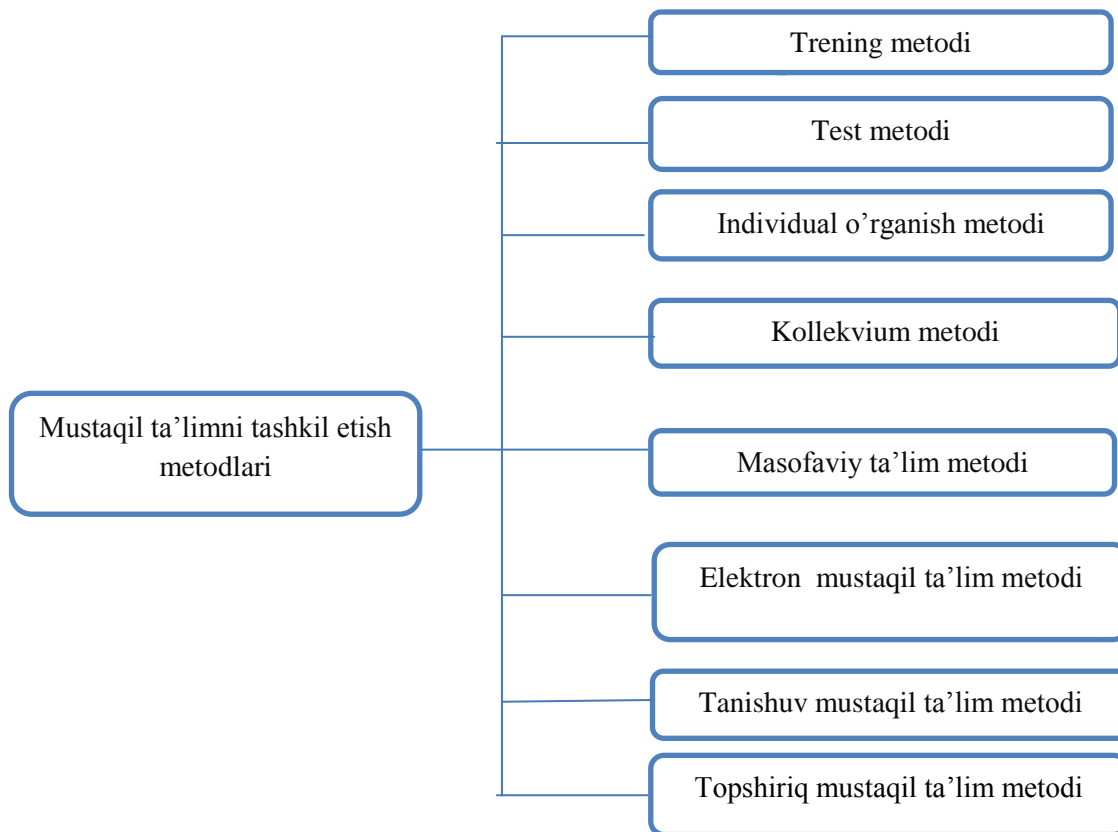 Trening metodi
Test metodi
Individual o’rganish metodi
Kollekvium metodi
Mustaqil ta’limni tashkil etish
metodlari
Masofaviy ta’lim metodi
Elektron  mustaqil ta’lim metodi
Tanishuv mustaqil ta’lim metodi
Topshiriq mustaqil ta’lim metodi